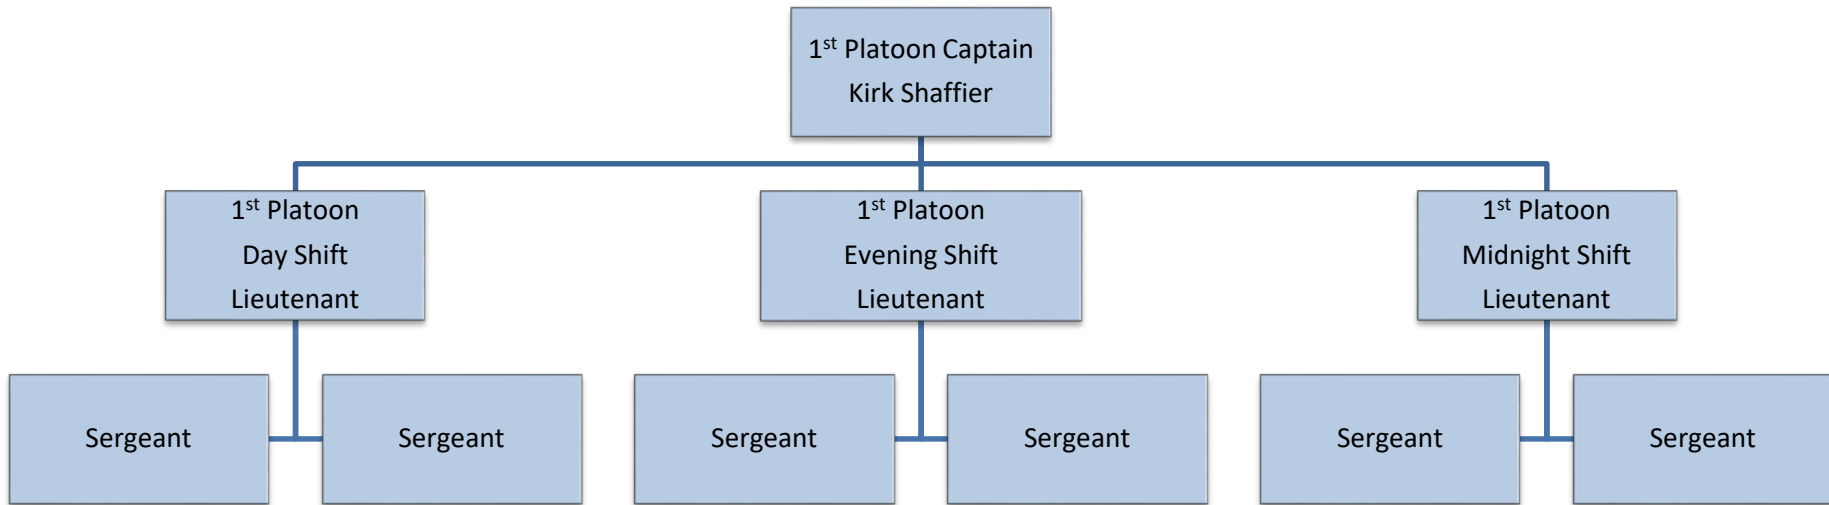 1st Platoon Captain
Kirk Shaffier
1st Platoon
Day Shift
Lieutenant
1st Platoon
Evening Shift
Lieutenant
1st Platoon
Midnight Shift
Lieutenant
Sergeant
Sergeant
Sergeant
Sergeant
Sergeant
Sergeant